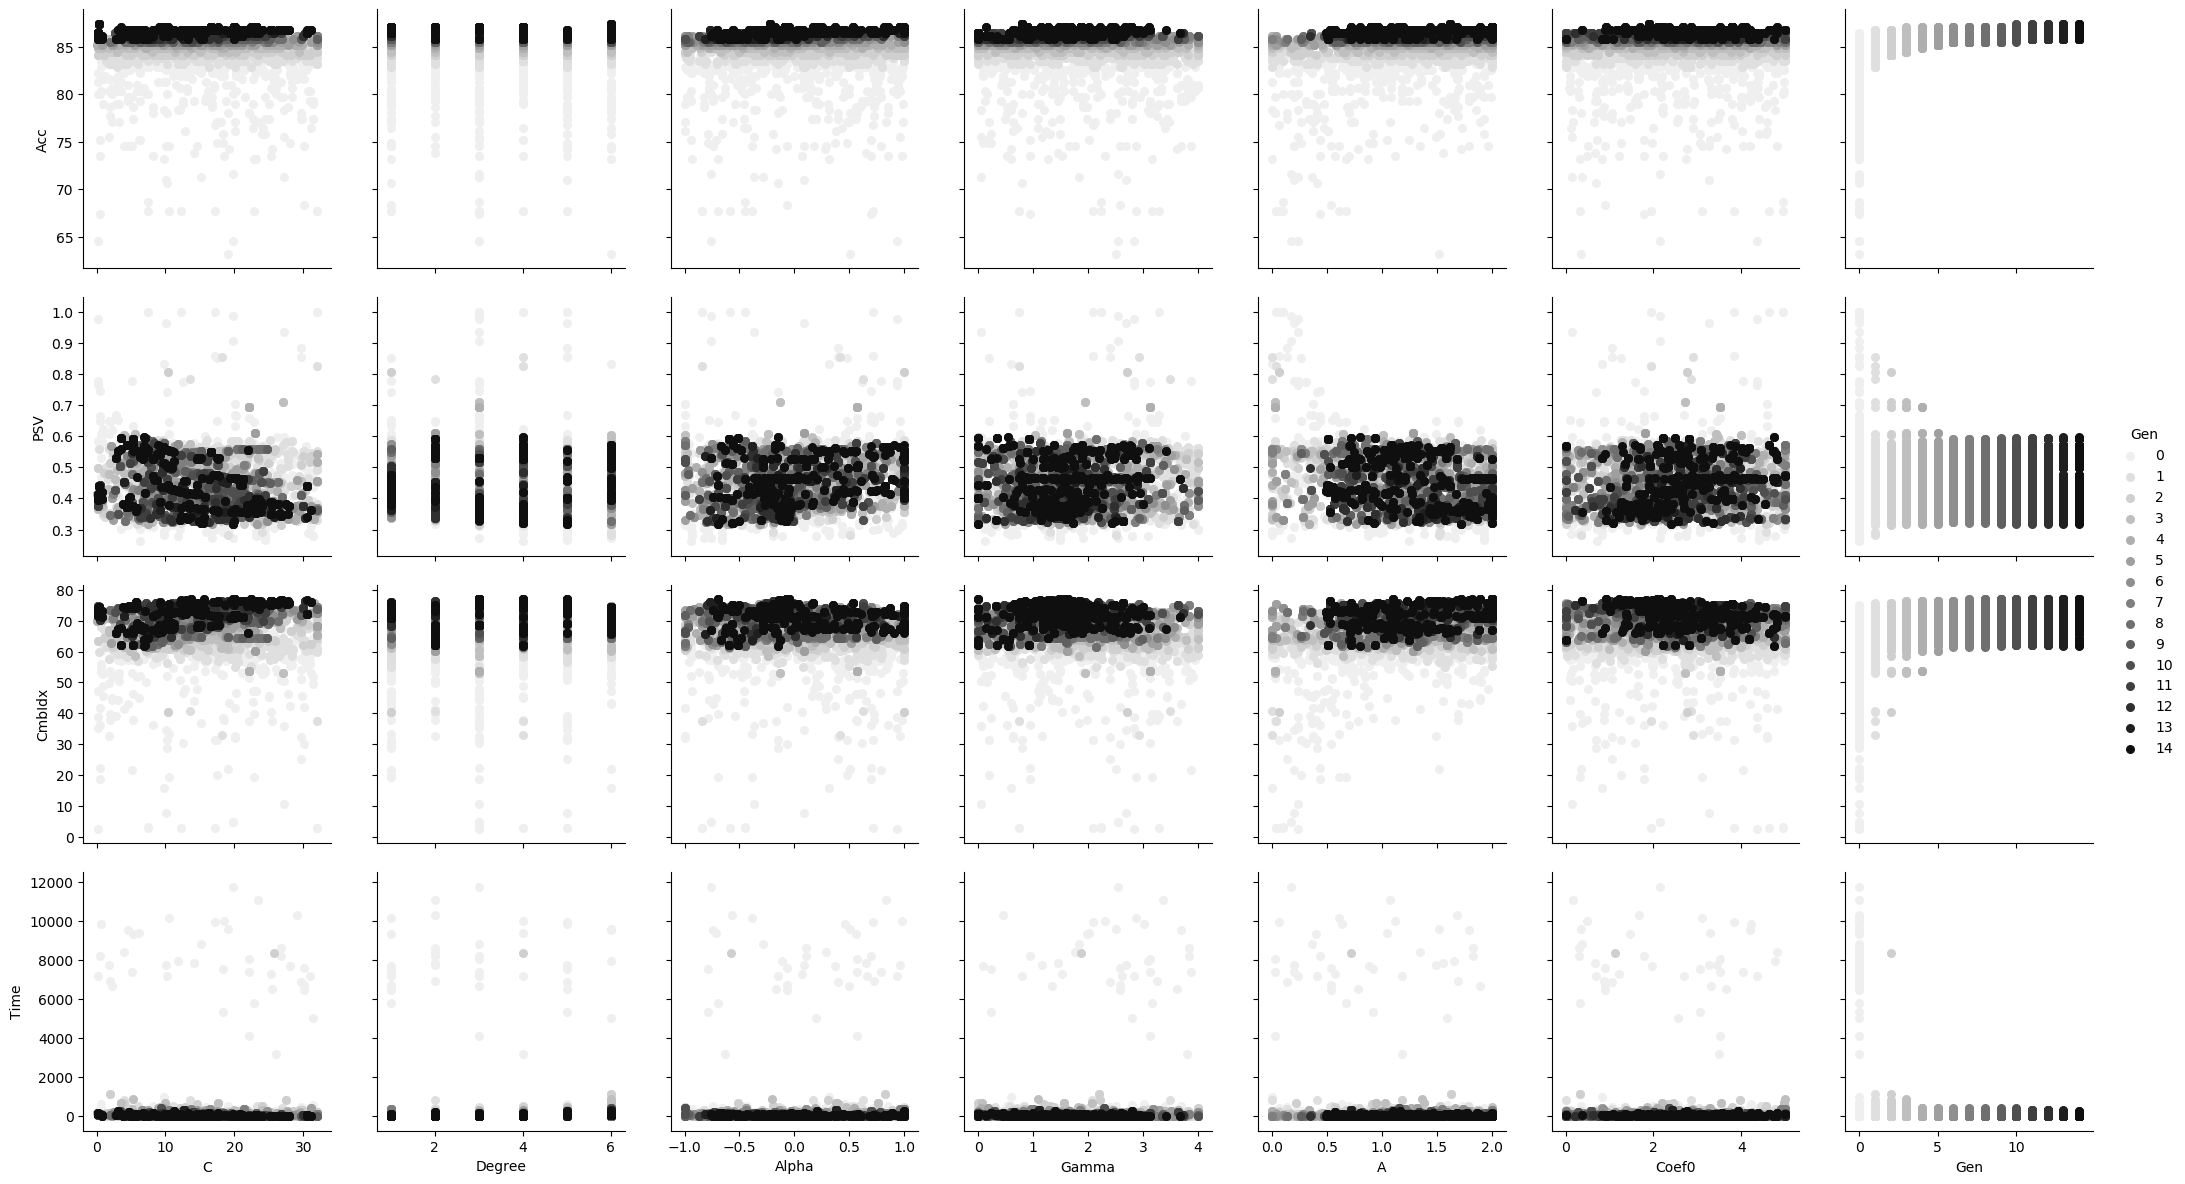 85
80
75
70
65
Acc
1.0
0.9
0.8
0.7
0.6
0.5
0.4
0.3
PSV
80
70
60
50
40
30
20
10
0
CmbIdx
12000
10000
8000
6000
4000
2000
0
Time
0 10 20 30
C
2 4 6
Degree
−1.0 −0.5 0.0 0.5 1.0
Alpha
0 1 2 3 4
Gamma
0.0 0.5 1.0 1.5 2.0
A
0 2 4
Coef0
0 5 10
Gen
Gen
0
1
2
3
4
5
6
7
8
9
10
11
12
13
14